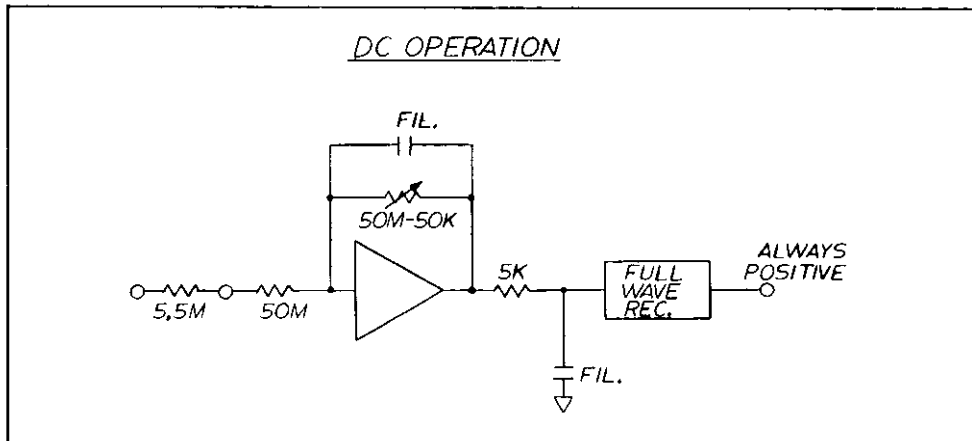 DC OPERATION
FIL.
50M-50K
5.5M
50M
5K
FULL
WAVE
REC.
ALWAYS
POSITIVE
FIL.